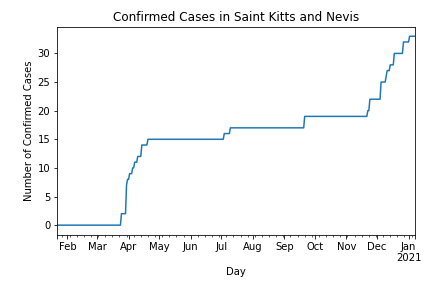 Confirmed Cases in Saint Kitts and Nevis
Number of Confirmed Cases
30
25
20
15
10
5
0
Feb Mar Apr May Jun Jul Aug Sep Oct Nov Dec Jan
2021
Day